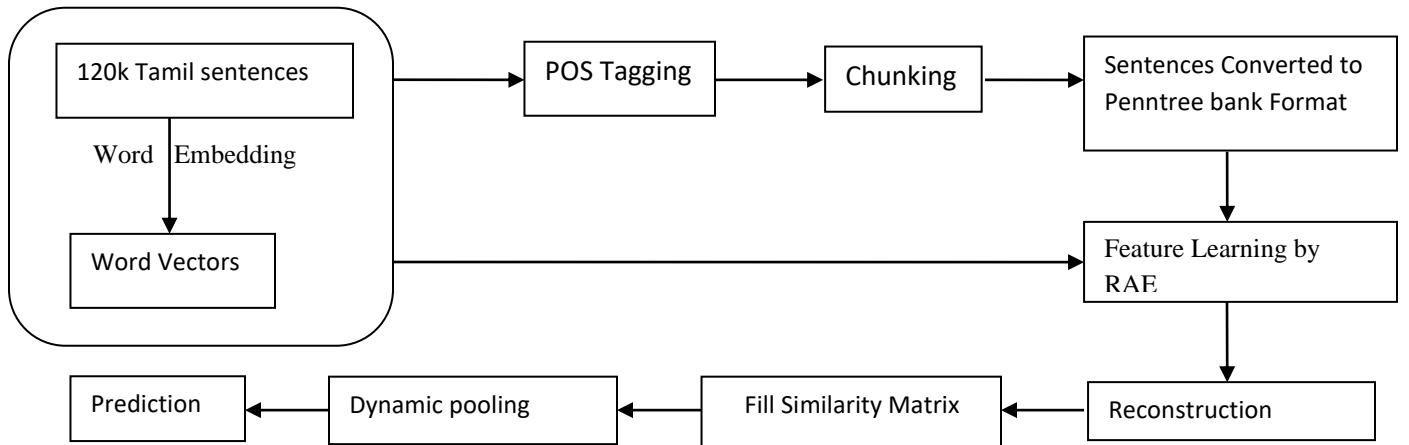 120k Tamil sentences
Word Embedding
Word Vectors
POS Tagging
Chunking
Sentences Converted to
Penntree bank Format
Feature Learning by
RAE
Reconstruction
Fill Similarity Matrix
Dynamic pooling
Prediction